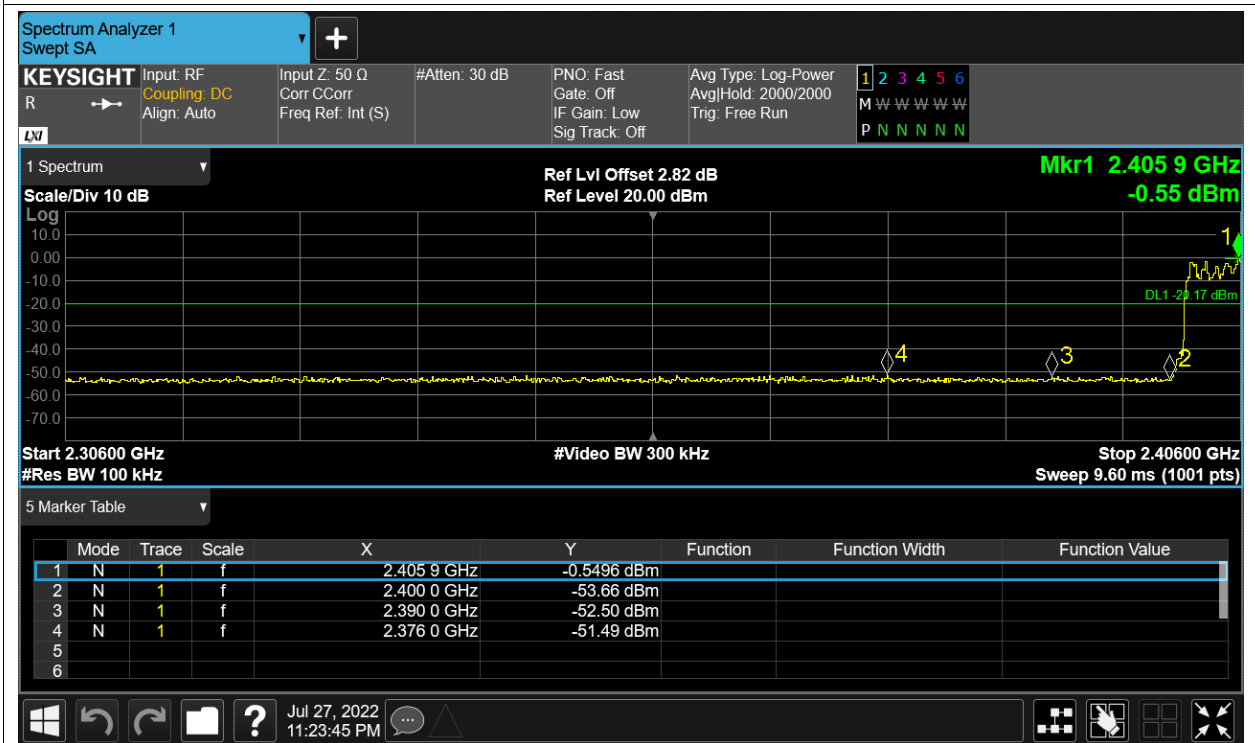 Spectrum Analyzer 1
Swept SA
+
KEYSIGHT
R
LXI
Input: RF
Coupling: DC
Align: Auto
Input Z: 50 Ω
Corr CCorr
Freq Ref: Int (S)
#Atten: 30 dB
PNO: Fast
Gate: Off
IF Gain: Low
Sig Track: Off
Avg Type: Log-Power
Avg|Hold: 2000/2000
Trig: Free Run
1 2 3 4 5 6
M W W W W W
P N N N N N
1 Spectrum
Scale/Div 10 dB
Ref Lvl Offset 2.82 dB
Ref Level 20.00 dBm
Mkr1 2.405 9 GHz
-0.55 dBm
Log
10.0
0.00
-10.0
-20.0
-30.0
-40.0
-50.0
-60.0
-70.0
1
DL1 -20.17 dBm
4
3
2
Start 2.30600 GHz
#Video BW 300 kHz
Stop 2.40600 GHz
#Res BW 100 kHz
Sweep 9.60 ms (1001 pts)
5 Marker Table
Mode Trace Scale X Y Function Function Width Function Value
1 N 1 f 2.405 9 GHz -0.5496 dBm
2 N 1 f 2.400 0 GHz -53.66 dBm
3 N 1 f 2.390 0 GHz -52.50 dBm
4 N 1 f 2.376 0 GHz -51.49 dBm
5
6
?
Jul 27, 2022
11:23:45 PM